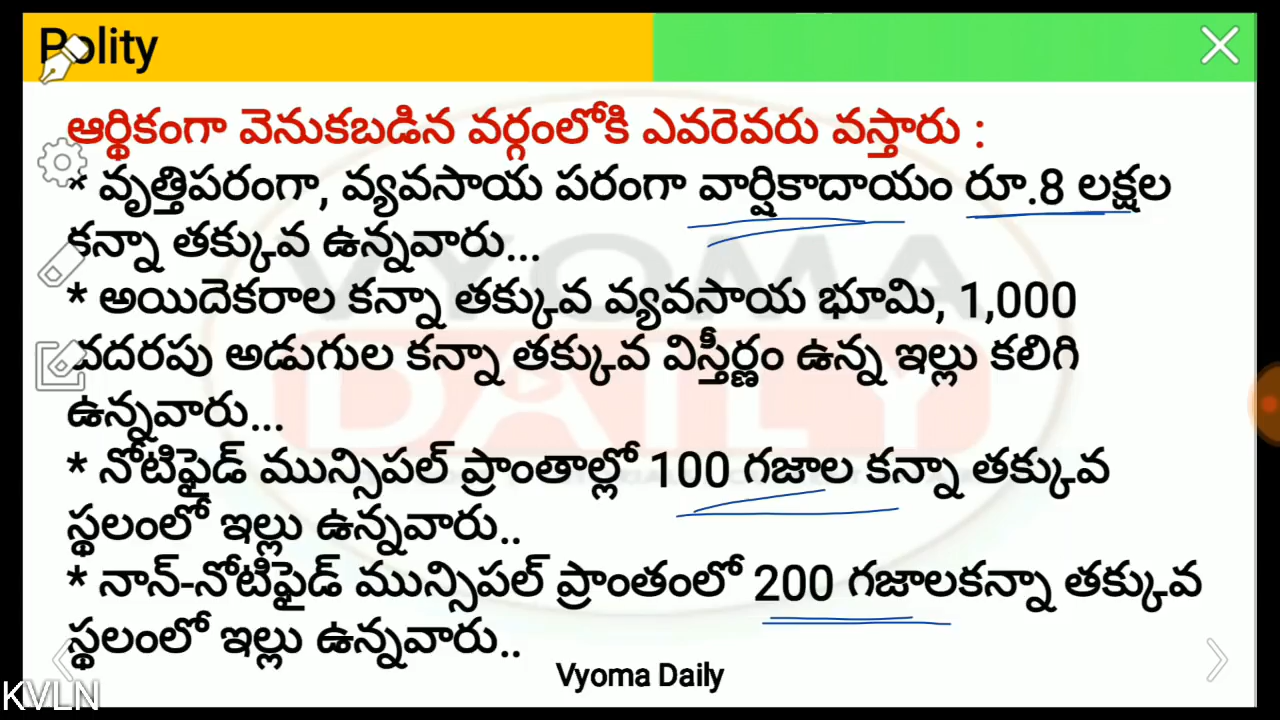 Polity
ఆర్థికంగా వెనుకబడిన వర్గంలోకి ఎవరెవరు వస్తారు :
* వృత్తిపరంగా, వ్యవసాయ పరంగా వార్షికాదాయం రూ.8 లక్షల
కన్నా తక్కువ ఉన్నవారు...
* అయిదెకరాల కన్నా తక్కువ వ్యవసాయ భూమి, 1,000
చదరపు అడుగుల కన్నా తక్కువ విస్తీర్ణం ఉన్న ఇల్లు కలిగి
ఉన్నవారు...
* నోటిఫైడ్ మున్సిపల్ ప్రాంతాల్లో 100 గజాల కన్నా తక్కువ
స్థలంలో ఇల్లు ఉన్నవారు..
* నాన్-నోటిఫైడ్ మున్సిపల్ ప్రాంతంలో 200 గజాలకన్నా తక్కువ
స్థలంలో ఇల్లు ఉన్నవారు..
Vyoma Daily
KVLN
VYOMA
DAILY